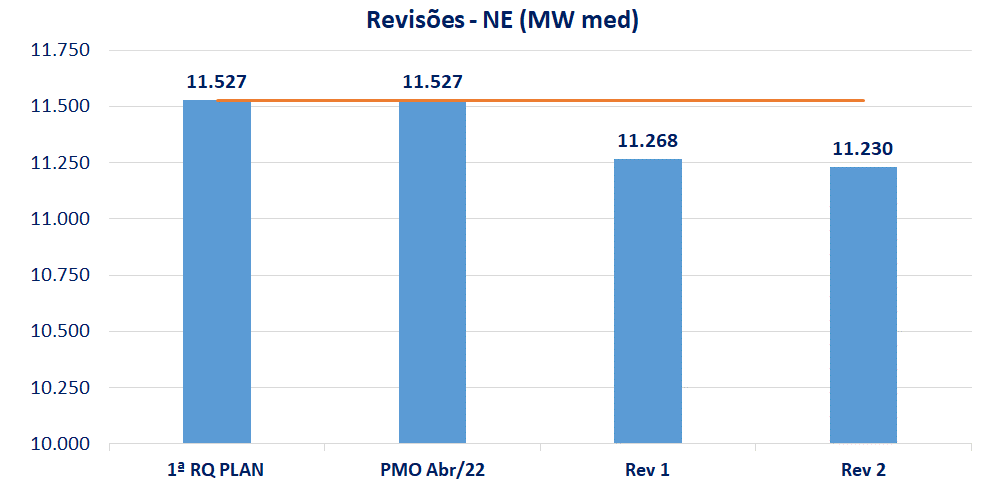 Revisões - NE (MW med)
11.750
11.500
11.250
11.000
10.750
10.500
10.250
10.000
11.527
11.527
11.268
11.230
1ª RQ PLAN
PMO Abr/22
Rev 1
Rev 2